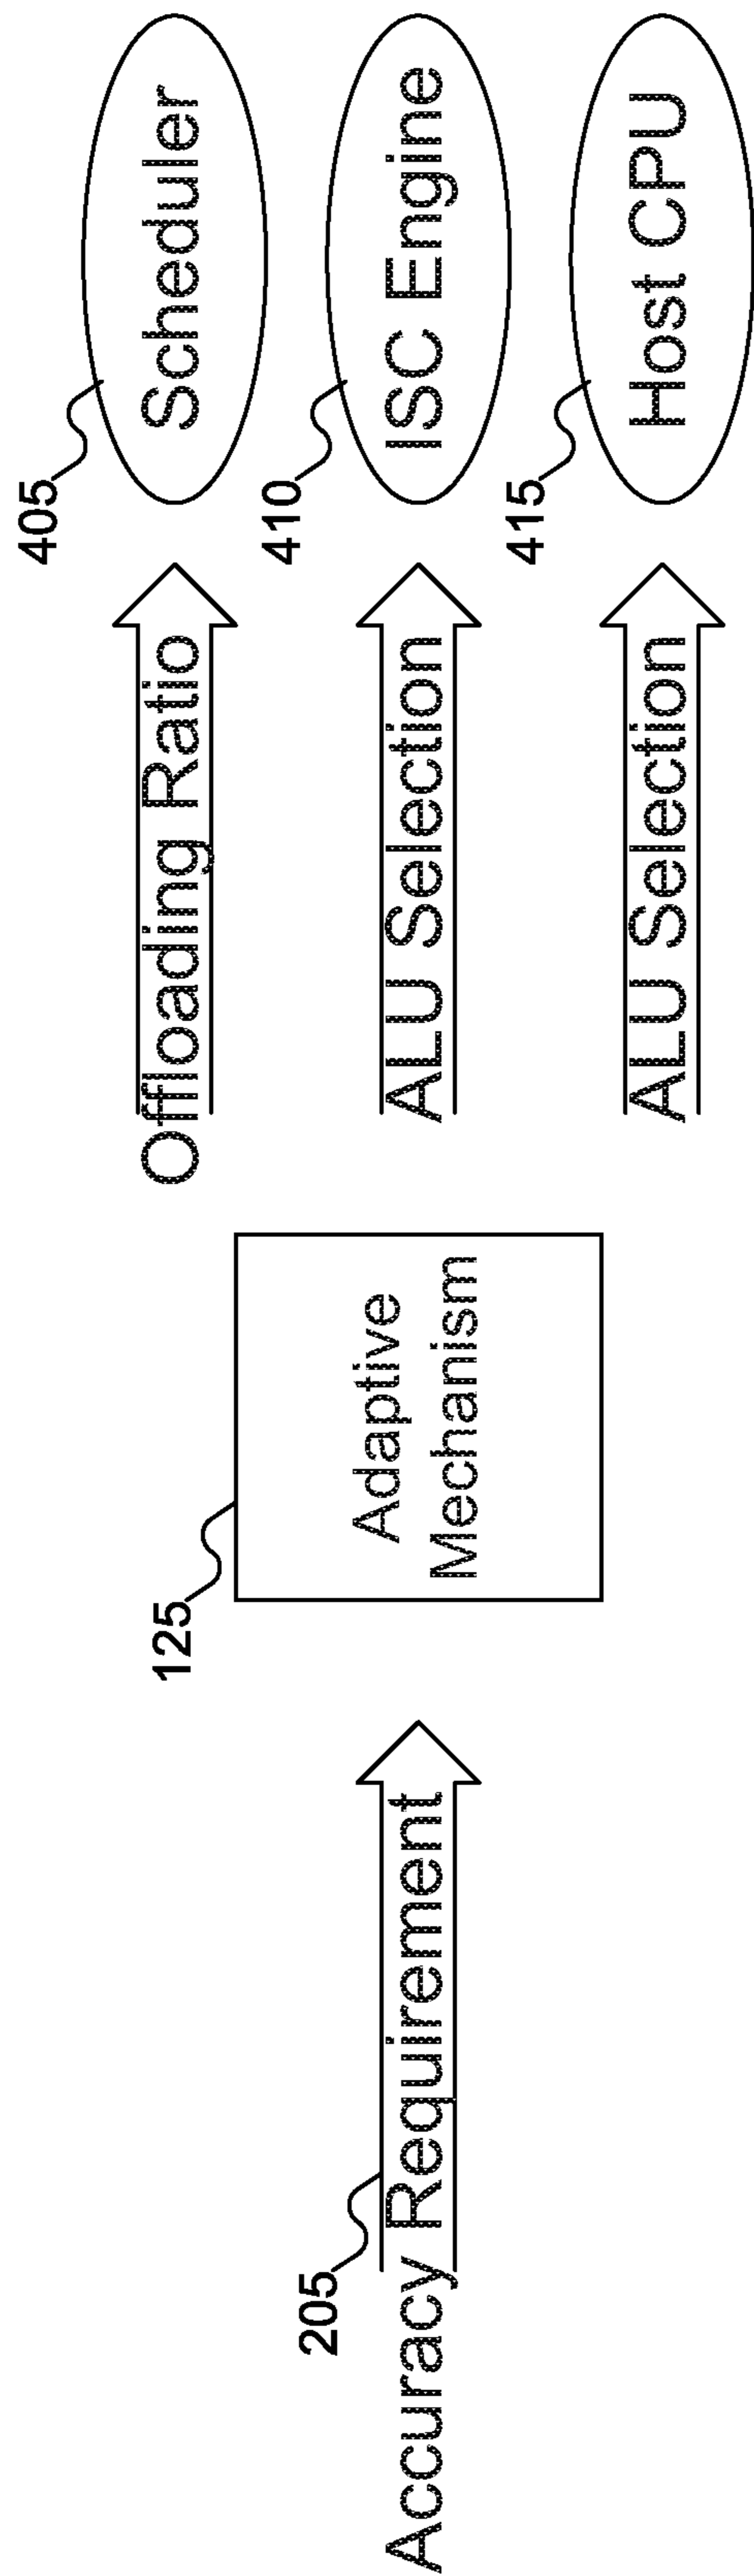 205
Accuracy Requirement
125
Adaptive
Mechanism
Offloading Ratio
405
Scheduler
ALU Selection
410
ISC Engine
ALU Selection
415
Host CPU